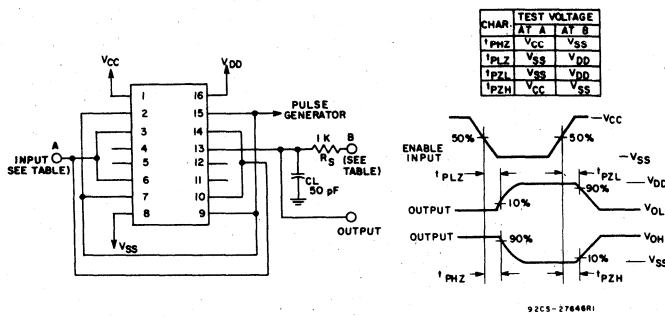 TEST VOLTAGE
CHAR. AT A AT B
tPHZ VCC VSS
tPLZ VSS VDD
tPZL VSS VDD
tPZH VCC VSS
VCC
VDD
1 16
2 15
3 14
4 13
5 12
6 11
7 10
8 9
VSS
A
INPUT
SEE TABLE)
PULSE
GENERATOR
1 K
RS
B
(SEE
TABLE)
CL
50 pF
OUTPUT
VCC
50% 50%
ENABLE
INPUT
VSS
tPLZ tPZL
VDD
90%
10%
OUTPUT VOL
OUTPUT VOH
90%
10%
VSS
tPHZ tPZH
92CS-27646R1